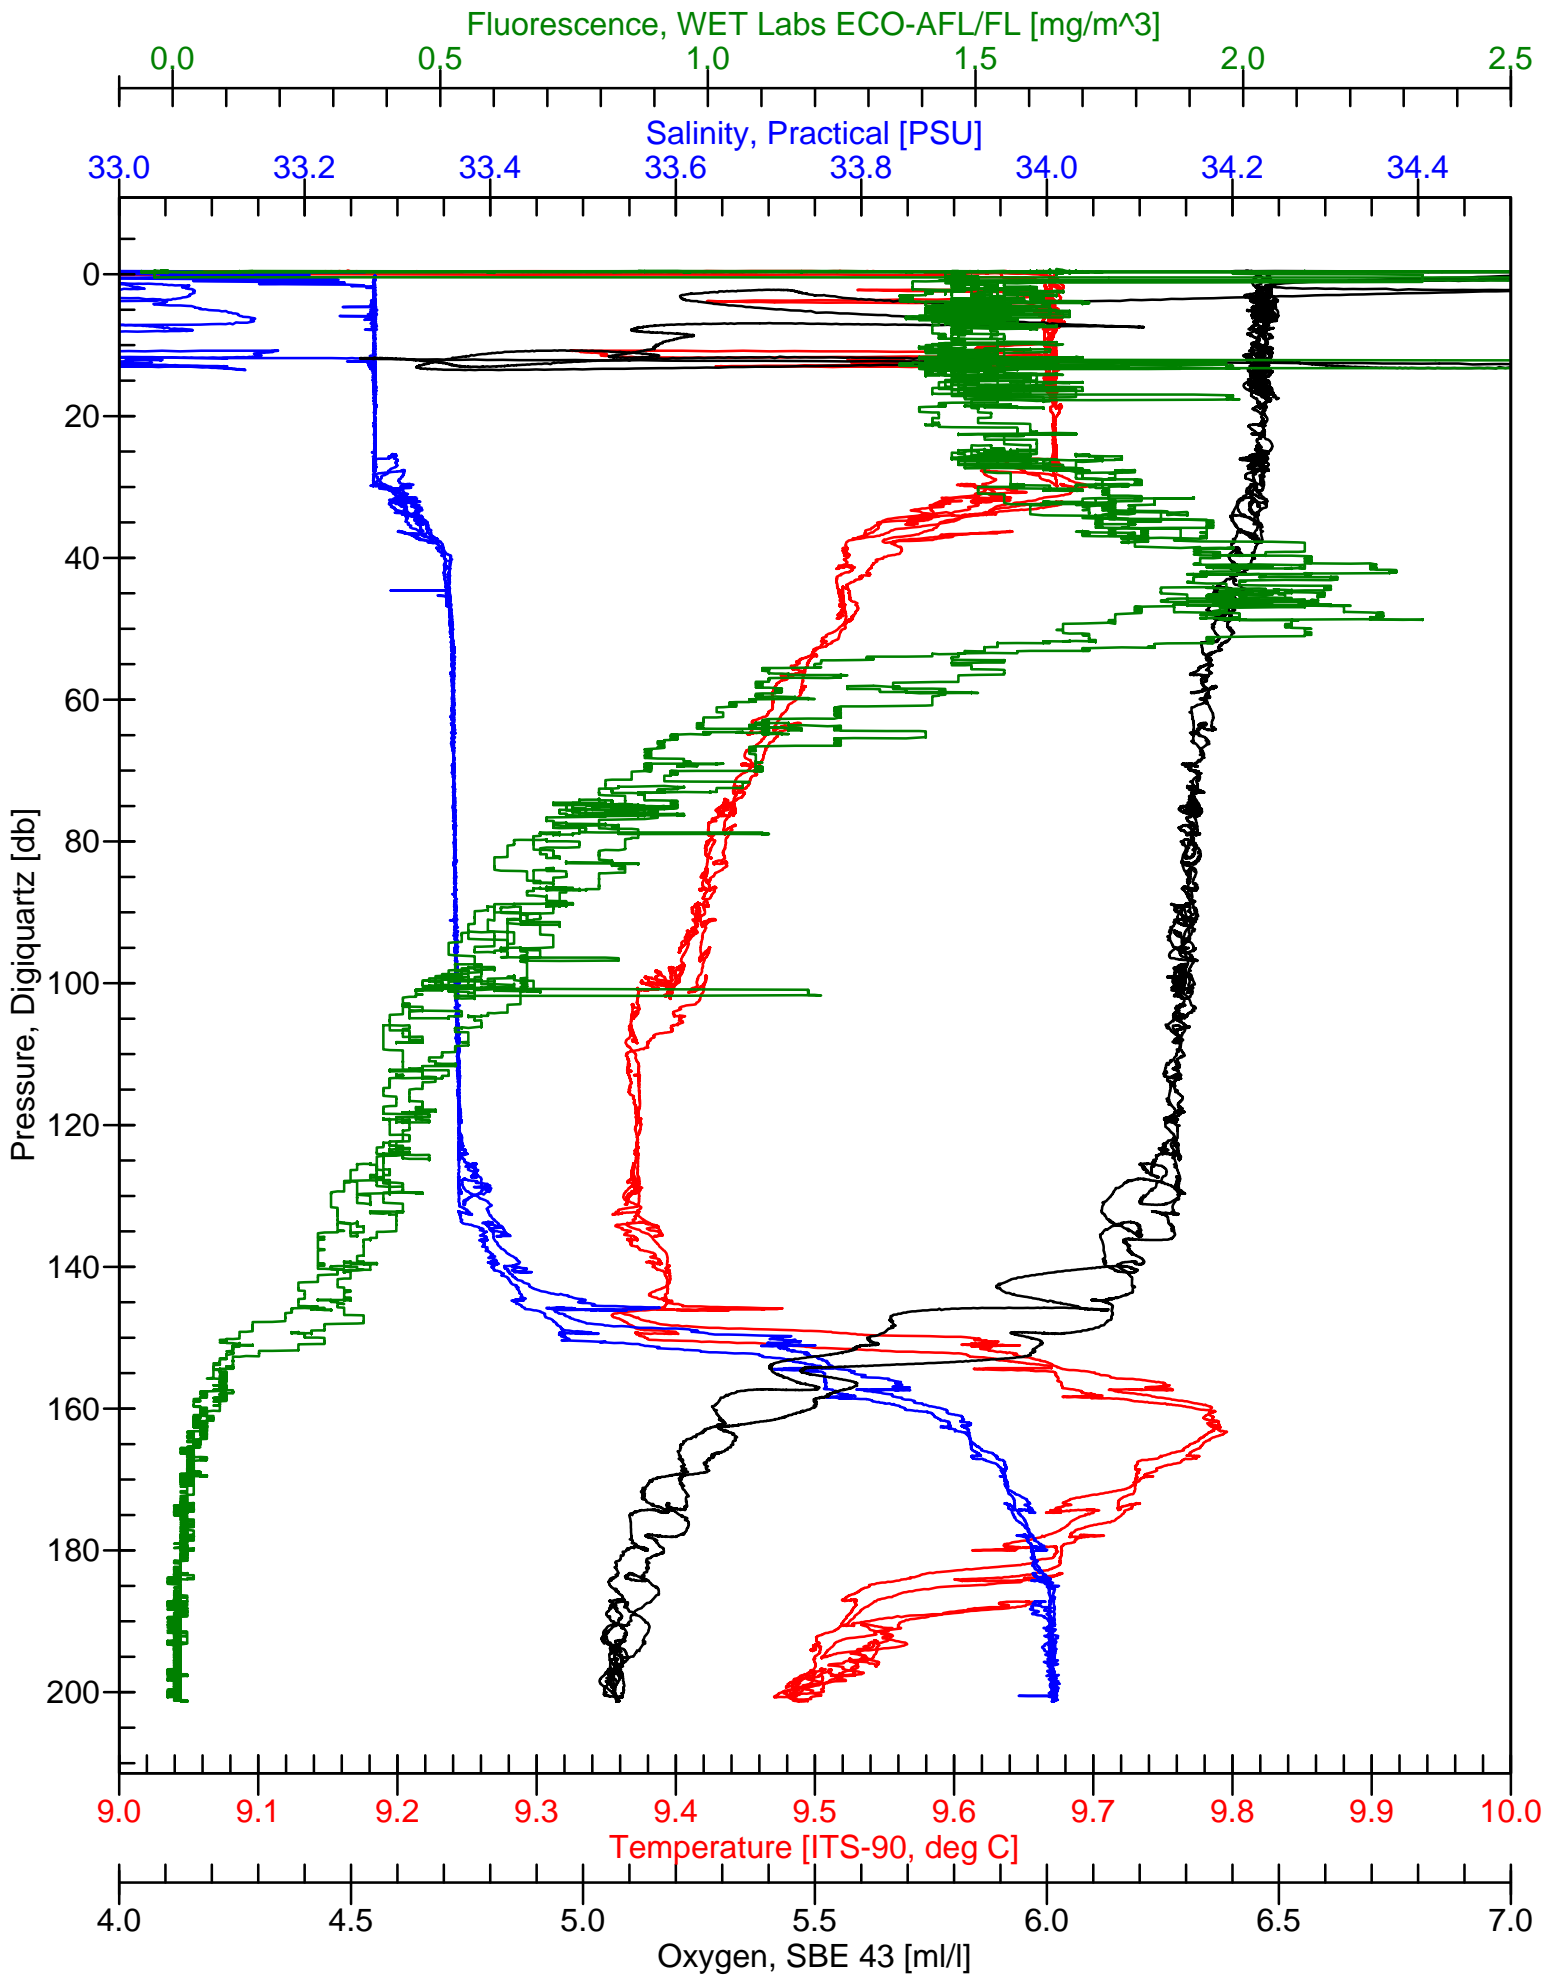 Fluorescence, WET Labs ECO-AFL/FL [mg/m^3]
0.0 0.5 1.0 1.5 2.0 2.5
Salinity, Practical [PSU]
33.0 33.2 33.4 33.6 33.8 34.0 34.2 34.4
Pressure, Digiquartz [db]
0
20
40
60
80
100
120
140
160
180
200
9.0 9.1 9.2 9.3 9.4 9.5 9.6 9.7 9.8 9.9 10.0
Temperature [ITS-90, deg C]
4.0 4.5 5.0 5.5 6.0 6.5 7.0
Oxygen, SBE 43 [ml/l]